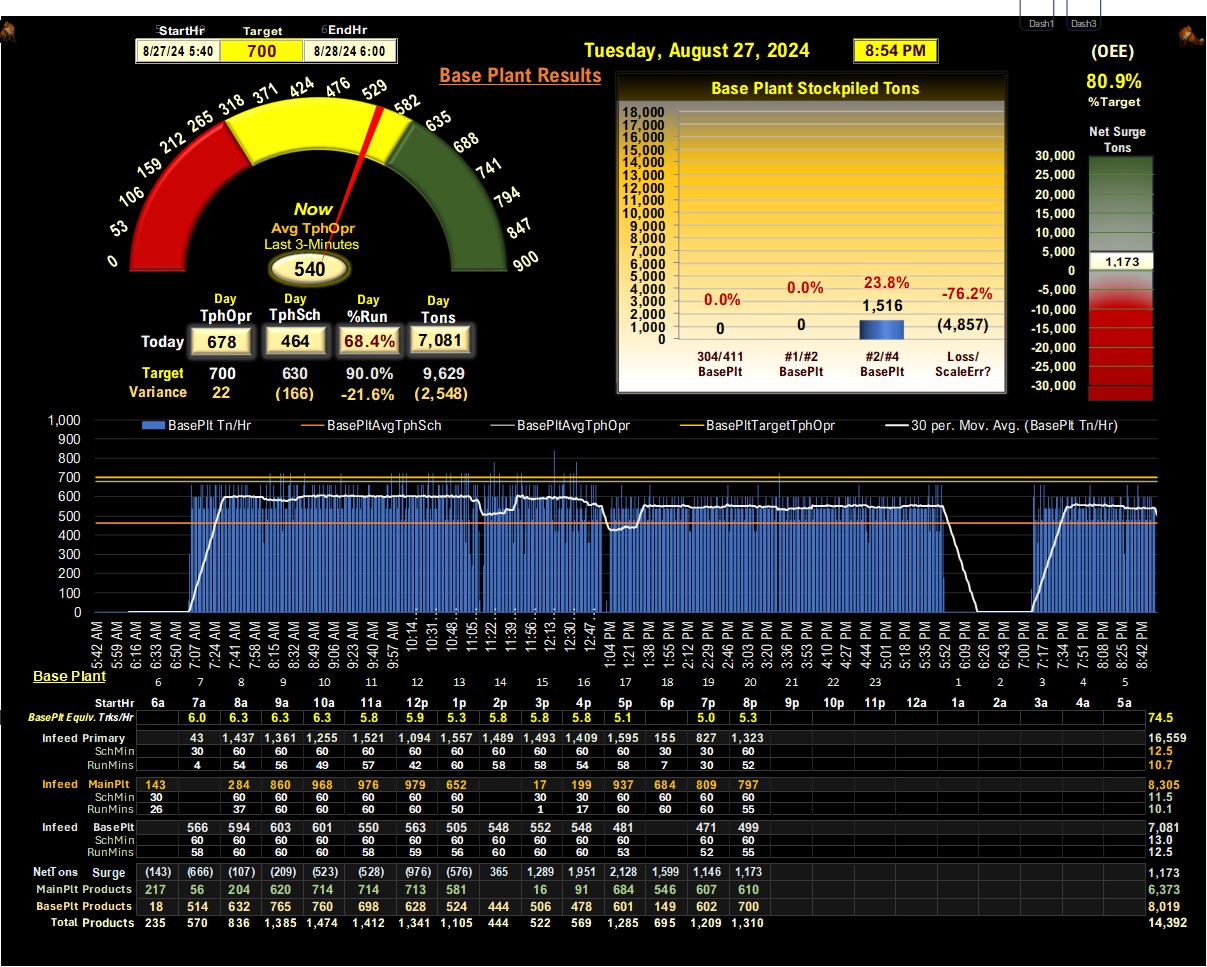 Dash1 Dash3
StartHr Target EndHr
8/27/24 5:40 700 8/28/24 6:00
Tuesday, August 27, 2024 8:54 PM
Base Plant Results
(OEE)
80.9%
%Target
Net Surge
Tons
30,000
25,000
20,000
15,000
10,000
5,000
1,173
0
-5,000
-10,000
-15,000
-20,000
-25,000
-30,000
0
53
106
159
212
265
318
371
424
476
529
582
635
688
741
794
847
900
Now
Avg TphOpr
Last 3-Minutes
540
Day Day Day Day
TphOpr TphSch %Run Tons
Today 678 464 68.4% 7,081
Target 700 630 90.0% 9,629
Variance 22 (166) -21.6% (2,548)
Base Plant Stockpiled Tons
18,000
17,000
16,000
15,000
14,000
13,000
12,000
11,000
10,000
9,000
8,000
7,000
6,000
5,000
4,000
3,000
2,000
1,000
0
0.0% 0.0% 23.8% -76.2%
0 0 1,516 (4,857)
304/411 #1/#2 #2/#4 Loss/
BasePlt BasePlt BasePlt ScaleErr?
BasePlt Tn/Hr BasePltAvgTphSch BasePltAvgTphOpr BasePltTargetTphOpr 30 per. Mov. Avg. (BasePlt Tn/Hr)
1,000
900
800
700
600
500
400
300
200
100
0
5:42 AM
5:59 AM
6:16 AM
6:33 AM
6:50 AM
7:07 AM
7:24 AM
7:41 AM
7:58 AM
8:15 AM
8:32 AM
8:49 AM
9:06 AM
9:23 AM
9:40 AM
9:57 AM
10:14…
10:31…
10:48…
11:05…
11:22…
11:39…
11:56…
12:13…
12:30…
12:47…
1:04 PM
1:21 PM
1:38 PM
1:55 PM
2:12 PM
2:29 PM
2:46 PM
3:03 PM
3:20 PM
3:36 PM
3:53 PM
4:10 PM
4:27 PM
4:44 PM
5:01 PM
5:18 PM
5:35 PM
5:52 PM
6:09 PM
6:26 PM
6:43 PM
7:00 PM
7:17 PM
7:34 PM
7:51 PM
8:08 PM
8:25 PM
8:42 PM
Base Plant
6 7 8 9 10 11 12 13 14 15 16 17 18 19 20 21 22 23 1 2 3 4 5
StartHr 6a 7a 8a 9a 10a 11a 12p 1p 2p 3p 4p 5p 6p 7p 8p 9p 10p 11p 12a 1a 2a 3a 4a 5a
BasePlt Equiv. Trks/Hr 6.0 6.3 6.3 6.3 5.8 5.9 5.3 5.8 5.8 5.8 5.1 5.0 5.3 74.5
Infeed Primary 43 1,437 1,361 1,255 1,521 1,094 1,557 1,489 1,493 1,409 1,595 155 827 1,323 16,559
SchMin 30 60 60 60 60 60 60 60 60 60 60 30 30 60 12.5
RunMins 4 54 56 49 57 42 60 58 58 54 58 7 30 52 10.7
Infeed MainPlt 143 284 860 968 976 979 652 17 199 937 684 809 797 8,305
SchMin 30 60 60 60 60 60 60 30 30 60 60 60 60 11.5
RunMins 26 37 60 60 60 60 50 1 17 60 60 60 55 10.1
Infeed BasePlt 566 594 603 601 550 563 505 548 552 548 481 471 499 7,081
SchMin 60 60 60 60 60 60 60 60 60 60 60 60 60 13.0
RunMins 58 60 60 60 58 59 56 60 60 60 53 52 55 12.5
NetTons Surge (143) (666) (107) (209) (523) (528) (976) (576) 365 1,289 1,951 2,128 1,599 1,146 1,173 1,173
MainPlt Products 217 56 204 620 714 714 713 581 16 91 684 546 607 610 6,373
BasePlt Products 18 514 632 765 760 698 628 524 444 506 478 601 149 602 700 8,019
Total Products 235 570 836 1,385 1,474 1,412 1,341 1,105 444 522 569 1,285 695 1,209 1,310 14,392